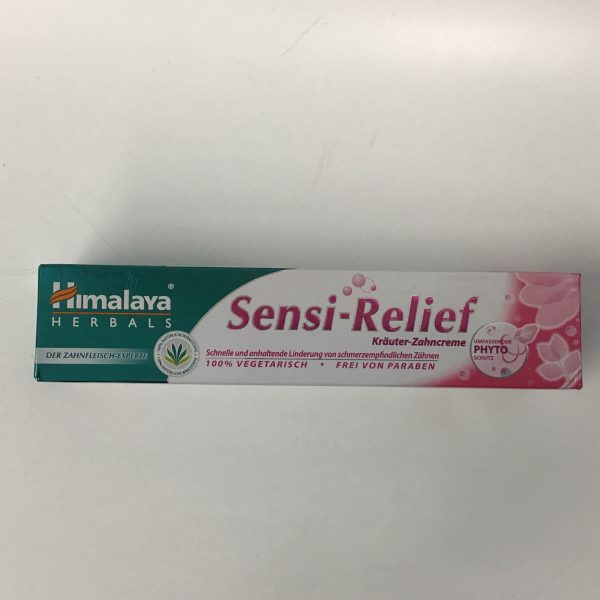 Himalaya®
HERBALS
DER ZAHNFLEISCH-EXPERTE
Sensi-Relief
Kräuter-Zahncreme
Schnelle und anhaltende Linderung von schmerzempfindlichen Zähnen
100% VEGETARISCH • FREI VON PARABEN
UMFASSENDER
PHYTO
SCHUTZ